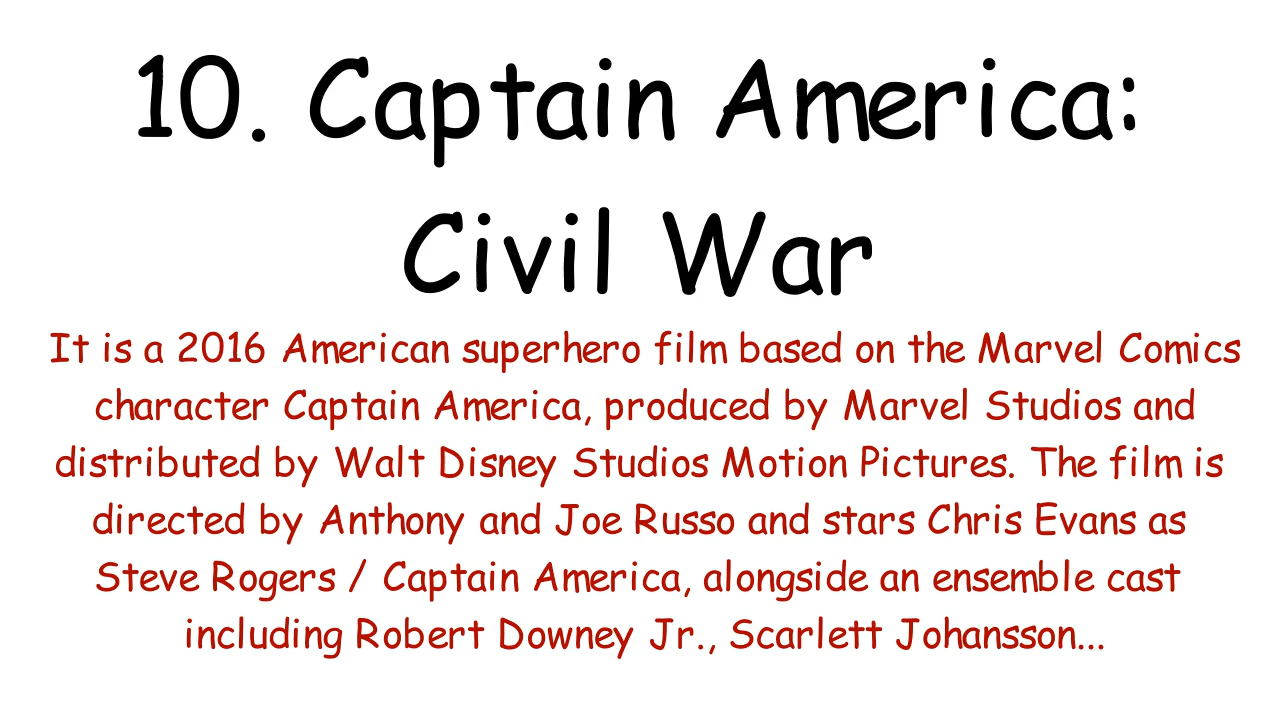 10. Captain America:
Civil War
It is a 2016 American superhero film based on the Marvel Comics
character Captain America, produced by Marvel Studios and
distributed by Walt Disney Studios Motion Pictures. The film is
directed by Anthony and Joe Russo and stars Chris Evans as
Steve Rogers / Captain America, alongside an ensemble cast
including Robert Downey Jr., Scarlett Johansson...